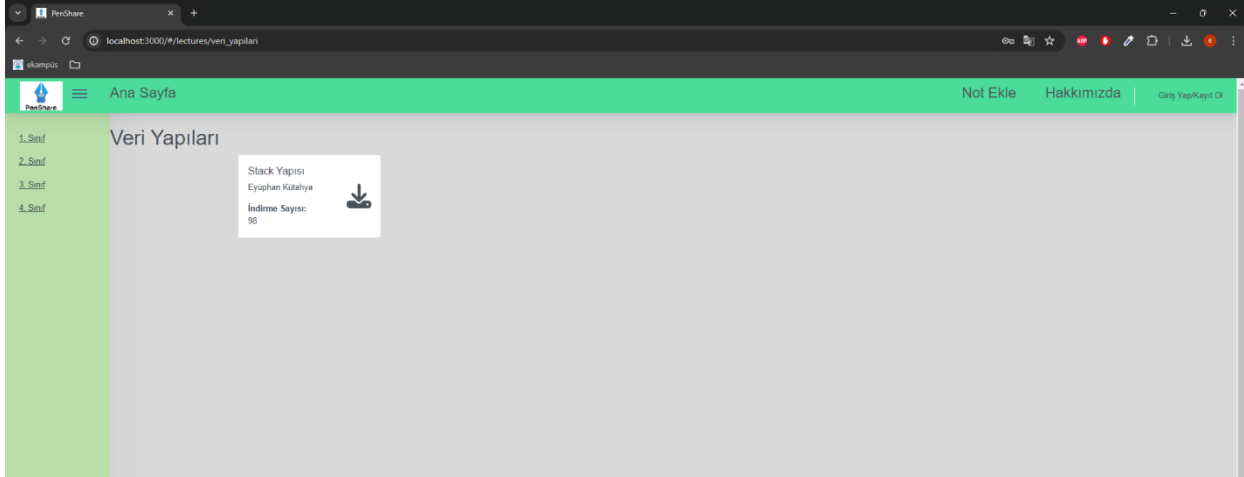 PenShare
localhost:3000/#/lectures/veri_yapilari
ekampüs
PenShare
Ana Sayfa
Not Ekle
Hakkımızda
Giriş Yap/Kayıt Ol
1. Sınıf
2. Sınıf
3. Sınıf
4. Sınıf
Veri Yapıları
Stack Yapısı
Eyüphan Kütahya
İndirme Sayısı:
98